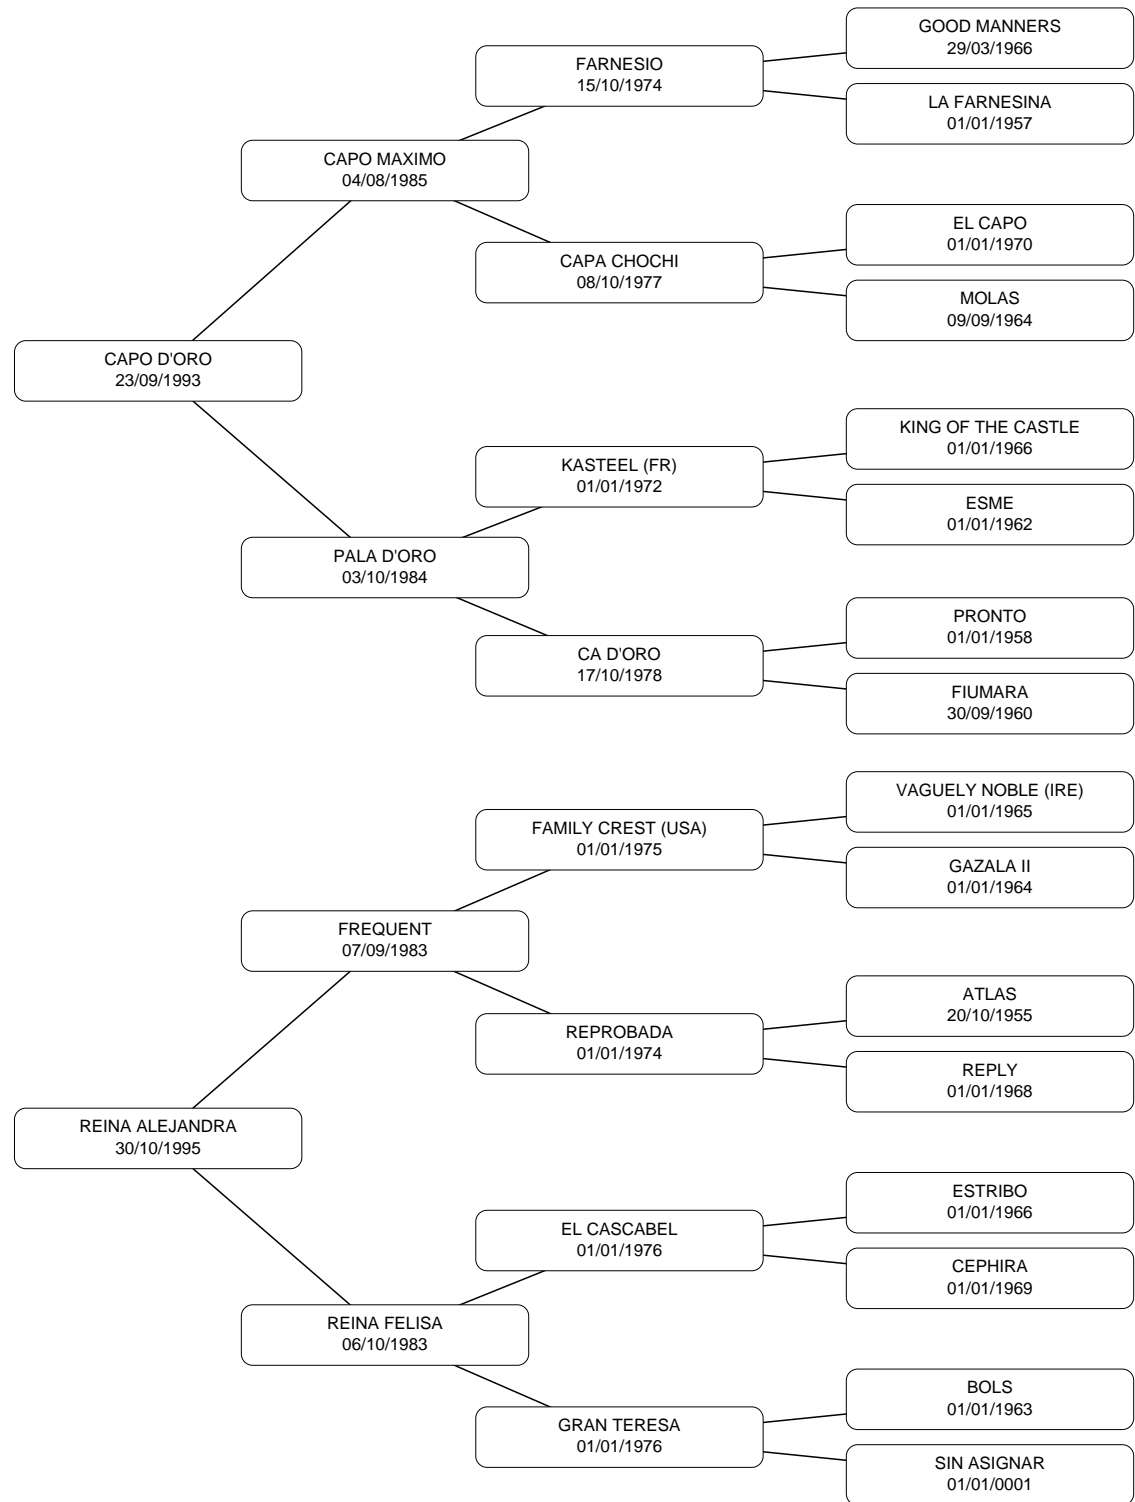 GOOD MANNERS
29/03/1966
FARNESIO
15/10/1974
LA FARNESINA
01/01/1957
CAPO MAXIMO
04/08/1985
EL CAPO
01/01/1970
CAPA CHOCHI
08/10/1977
MOLAS
09/09/1964
CAPO D'ORO
23/09/1993
KING OF THE CASTLE
01/01/1966
KASTEEL (FR)
01/01/1972
ESME
01/01/1962
PALA D'ORO
03/10/1984
PRONTO
01/01/1958
CA D'ORO
17/10/1978
FIUMARA
30/09/1960
VAGUELY NOBLE (IRE)
01/01/1965
FAMILY CREST (USA)
01/01/1975
GAZALA II
01/01/1964
FREQUENT
07/09/1983
ATLAS
20/10/1955
REPROBADA
01/01/1974
REPLY
01/01/1968
REINA ALEJANDRA
30/10/1995
ESTRIBO
01/01/1966
EL CASCABEL
01/01/1976
CEPHIRA
01/01/1969
REINA FELISA
06/10/1983
BOLS
01/01/1963
GRAN TERESA
01/01/1976
SIN ASIGNAR
01/01/0001